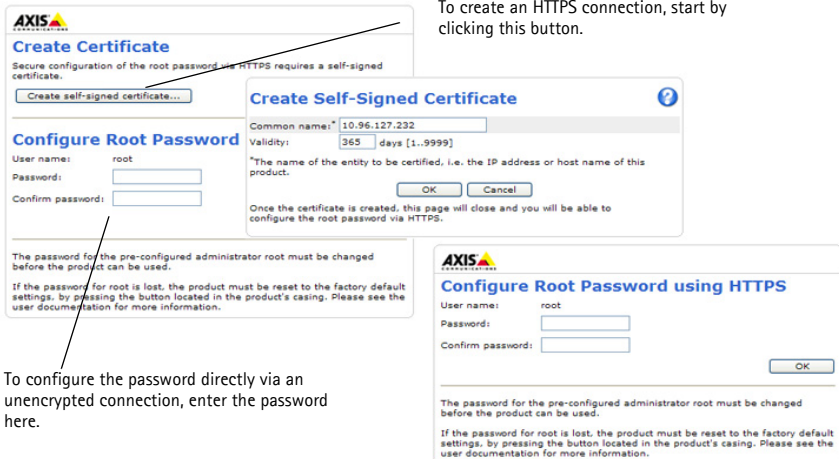 To create an HTTPS connection, start by
clicking this button.
AXIS
COMMUNICATIONS
Create Certificate
Secure configuration of the root password via HTTPS requires a self-signed
certificate.
Create self-signed certificate...
Configure Root Password
User name: root
Password:
Confirm password:
The password for the pre-configured administrator root must be changed
before the product can be used.
If the password for root is lost, the product must be reset to the factory default
settings, by pressing the button located in the product's casing. Please see the
user documentation for more information.
Create Self-Signed Certificate
?
Common name:* 10.96.127.232
Validity: 365 days [1..9999]
*The name of the entity to be certified, i.e. the IP address or host name of this
product.
OK Cancel
Once the certificate is created, this page will close and you will be able to
configure the root password via HTTPS.
AXIS
COMMUNICATIONS
Configure Root Password using HTTPS
User name: root
Password:
Confirm password:
OK
The password for the pre-configured administrator root must be changed
before the product can be used.
If the password for root is lost, the product must be reset to the factory default
settings, by pressing the button located in the product's casing. Please see the
user documentation for more information.
To configure the password directly via an
unencrypted connection, enter the password
here.